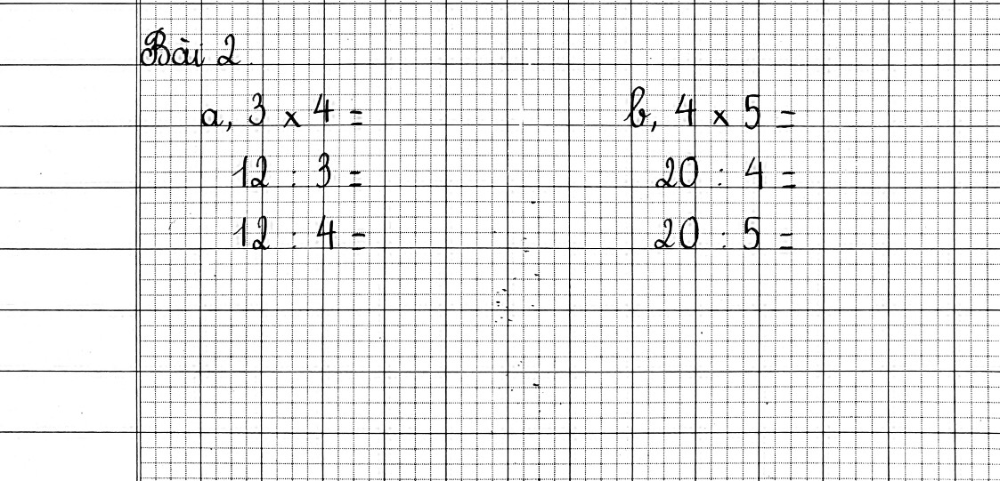 Bài 2
a, 3 x 4 =
12 : 3 =
12 : 4 =
b, 4 x 5 =
20 : 4 =
20 : 5 =